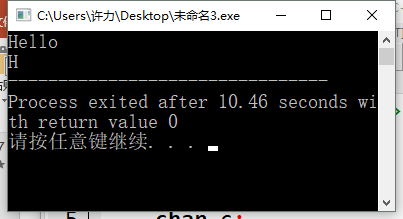 C:\Users\许力\Desktop\未命名3.exe
Hello
H
--------------------------------
Process exited after 10.46 seconds wi
th return value 0
请按任意键继续. . .
5 char c;